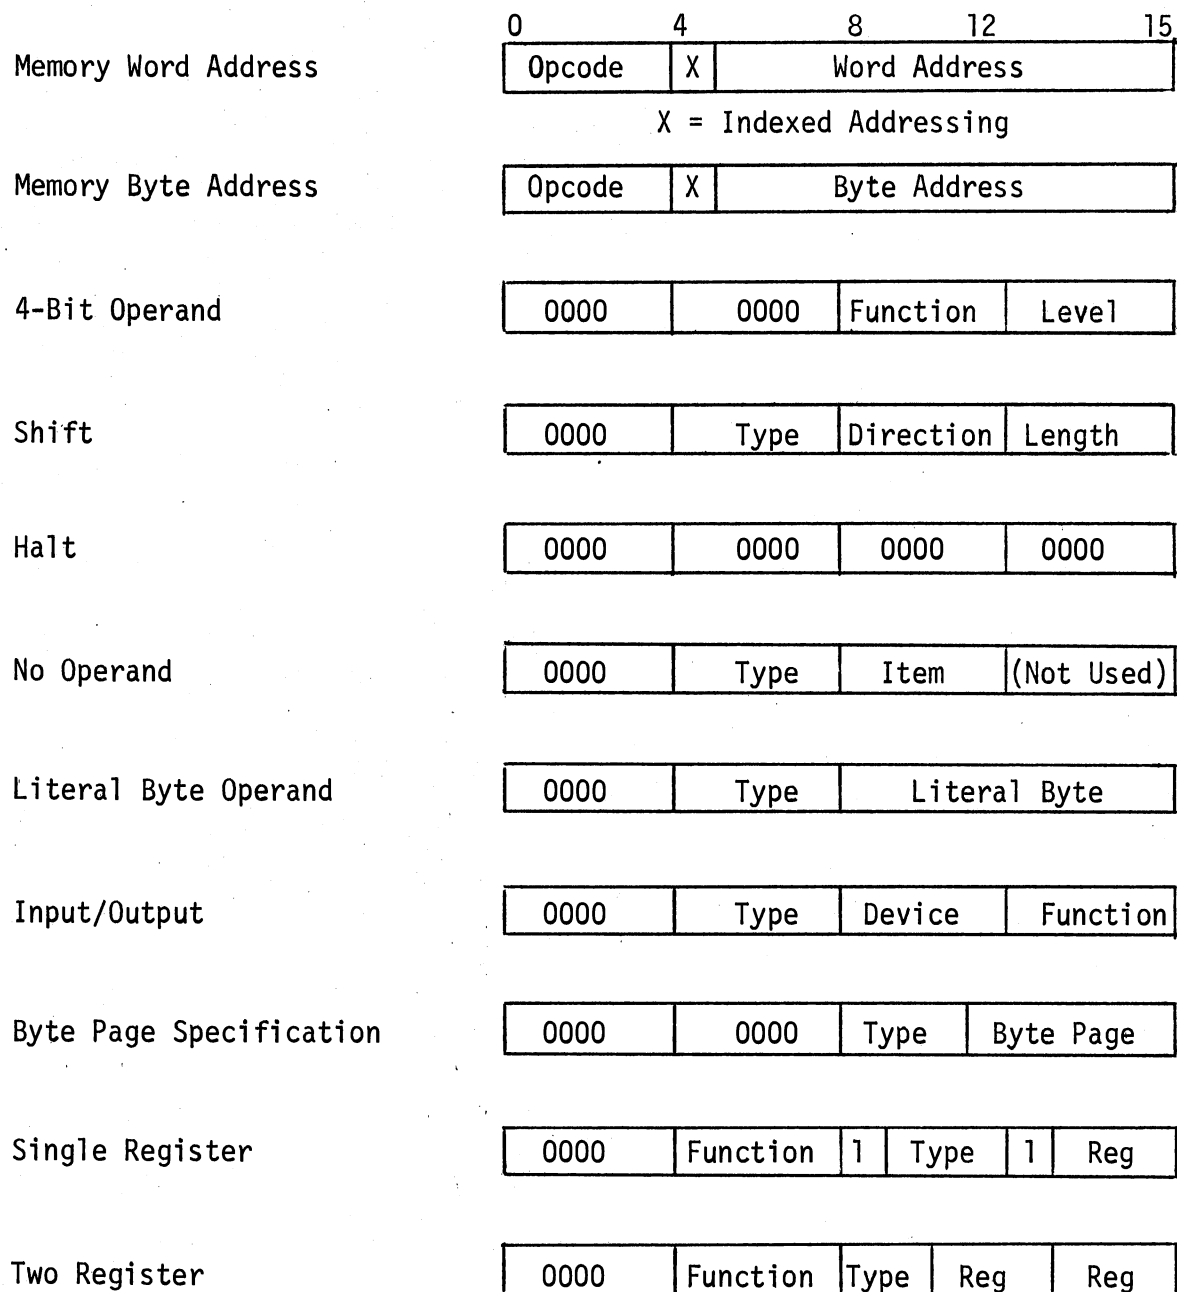 0 4 8 12 15
Memory Word Address Opcode X Word Address
X = Indexed Addressing
Memory Byte Address Opcode X Byte Address
4-Bit Operand 0000 0000 Function Level
Shift 0000 Type Direction Length
Halt 0000 0000 0000 0000
No Operand 0000 Type Item (Not Used)
Literal Byte Operand 0000 Type Literal Byte
Input/Output 0000 Type Device Function
Byte Page Specification 0000 0000 Type Byte Page
Single Register 0000 Function 1 Type 1 Reg
Two Register 0000 Function Type Reg Reg